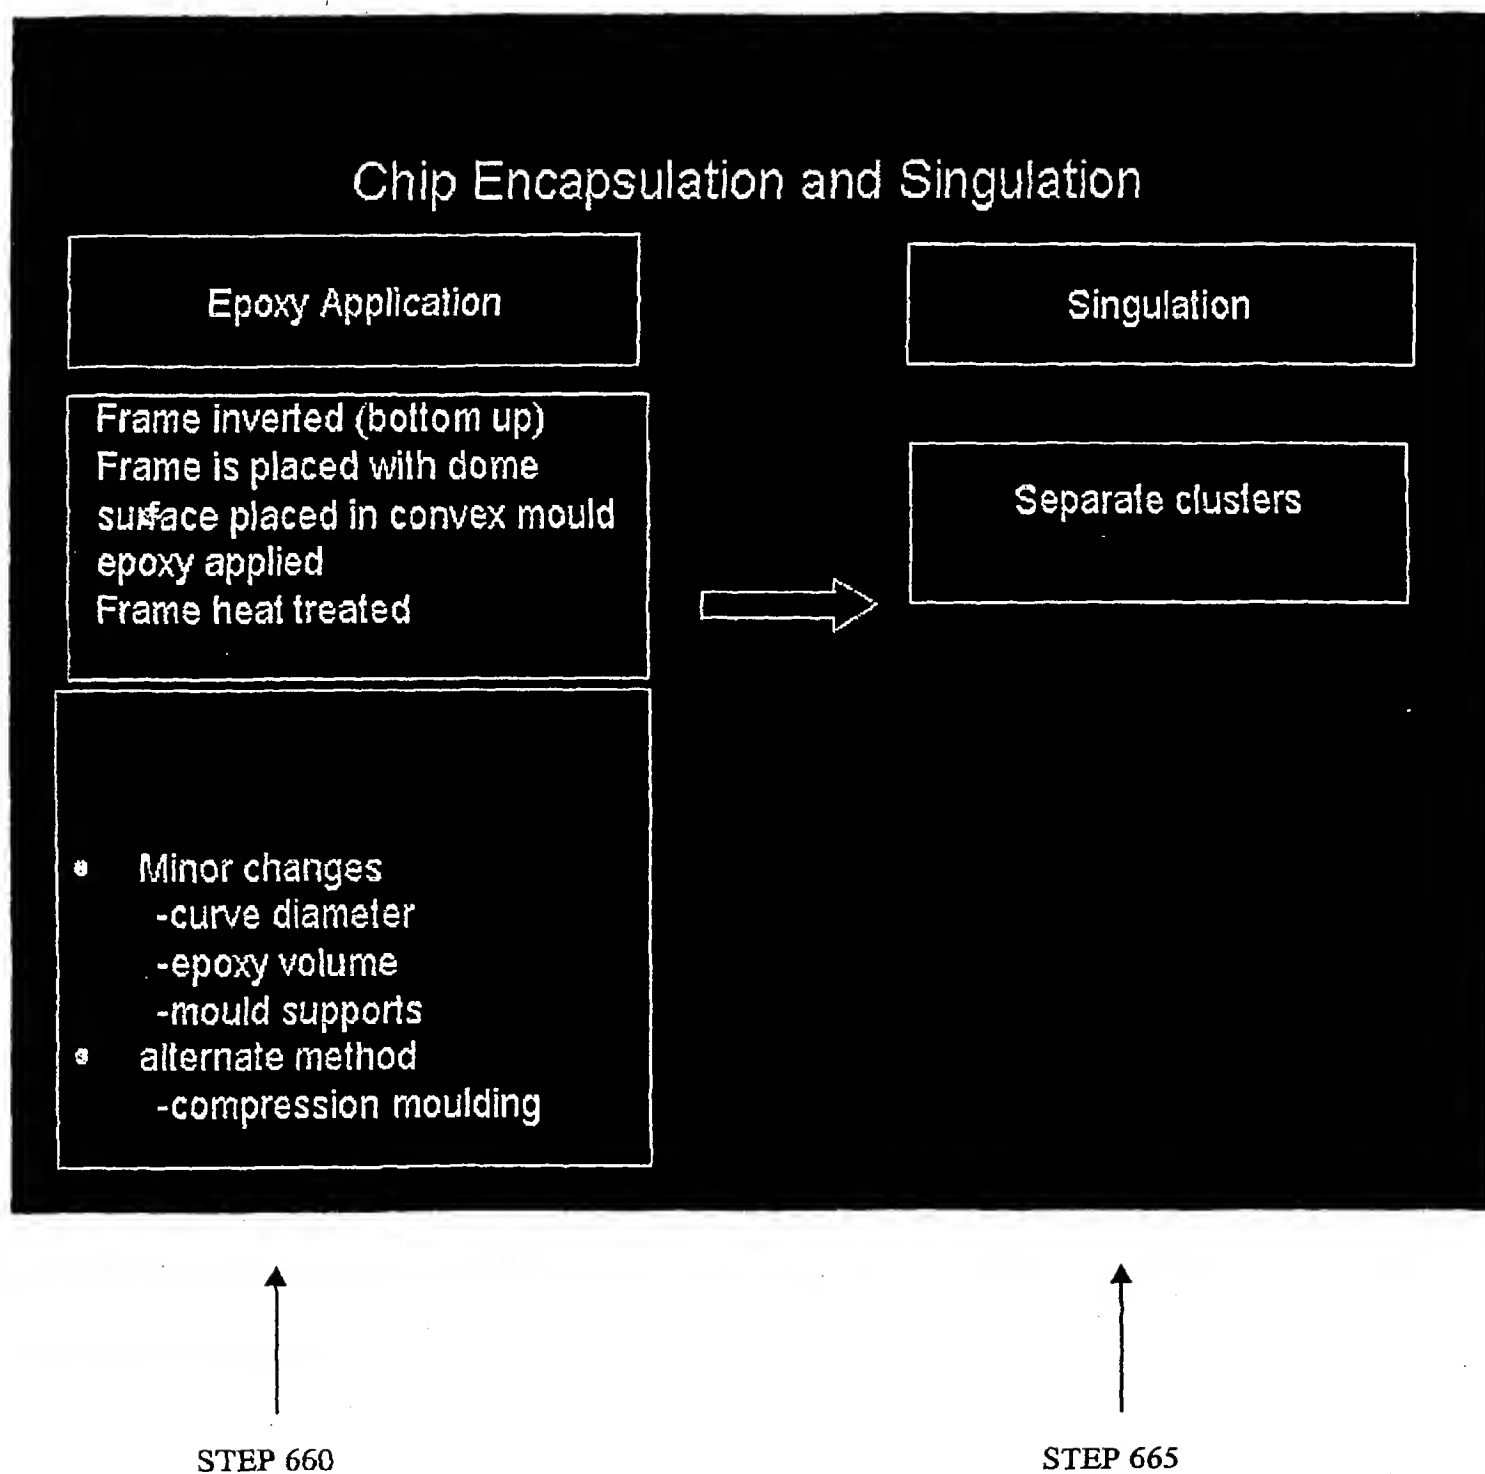 Chip Encapsulation and Singulation
Epoxy Application
Frame inverted (bottom up)
Frame is placed with dome
surface placed in convex mould
epoxy applied
Frame heat treated
• Minor changes
-curve diameter
-epoxy volume
-mould supports
• alternate method
-compression moulding
Singulation
Separate clusters
STEP 660
STEP 665